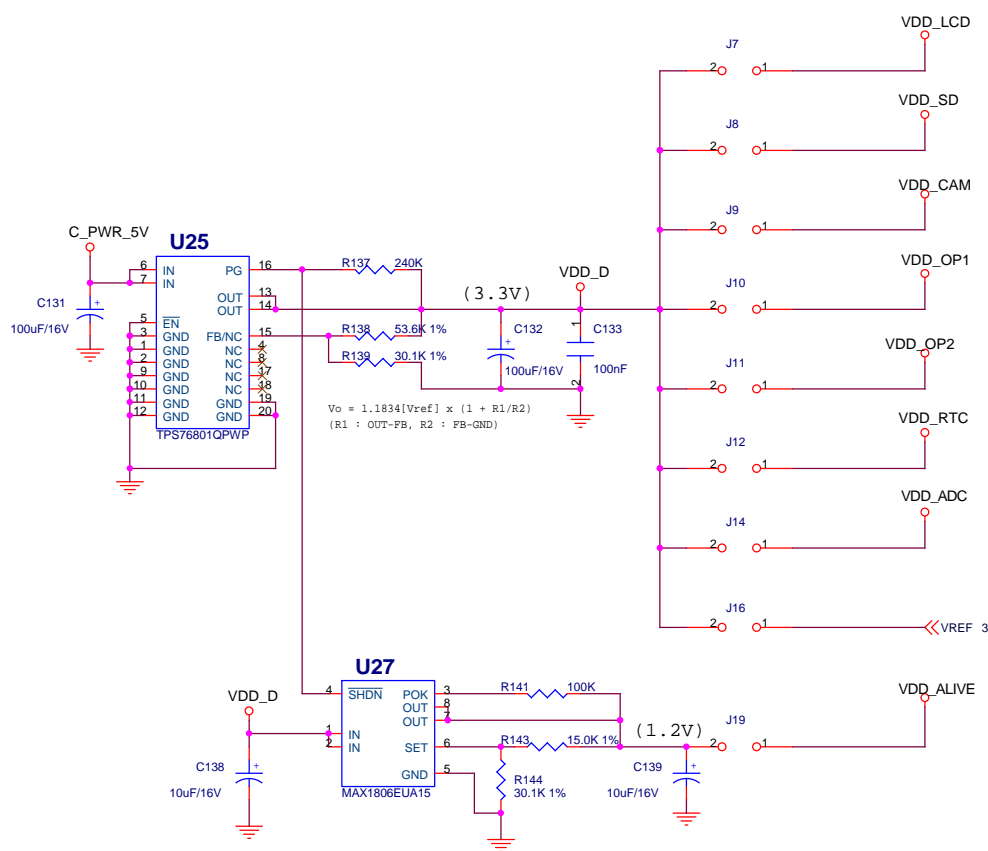 VDD_LCD
J7
2 1
VDD_SD
J8
2 1
VDD_CAM
J9
2 1
C_PWR_5V
U25
6 IN PG 16 R137 240K
7 IN
C131
100uF/16V
OUT 13
OUT 14
(3.3V)
VDD_D
VDD_OP1
J10
2 1
5 EN FB/NC 15 R138 53.6K 1%
3 GND NC 4
1 GND NC 8 R139 30.1K 1%
2 GND NC 17
9 GND NC 18
10 GND GND 19
11 GND GND 20
12 GND
TPS76801QPWP
C132
100uF/16V
1
C133
100nF
2
Vo = 1.1834[Vref] x (1 + R1/R2)
(R1 : OUT-FB, R2 : FB-GND)
VDD_OP2
J11
2 1
VDD_RTC
J12
2 1
VDD_ADC
J14
2 1
J16
2 1
VREF 3
U27
VDD_D
4 SHDN POK 3 R141 100K
OUT 8
OUT 7
1 IN
2 IN
SET 6 R143 15.0K 1%
GND 5
MAX1806EUA15
R144
30.1K 1%
C138
10uF/16V
(1.2V)
C139
10uF/16V
VDD_ALIVE
J19
2 1